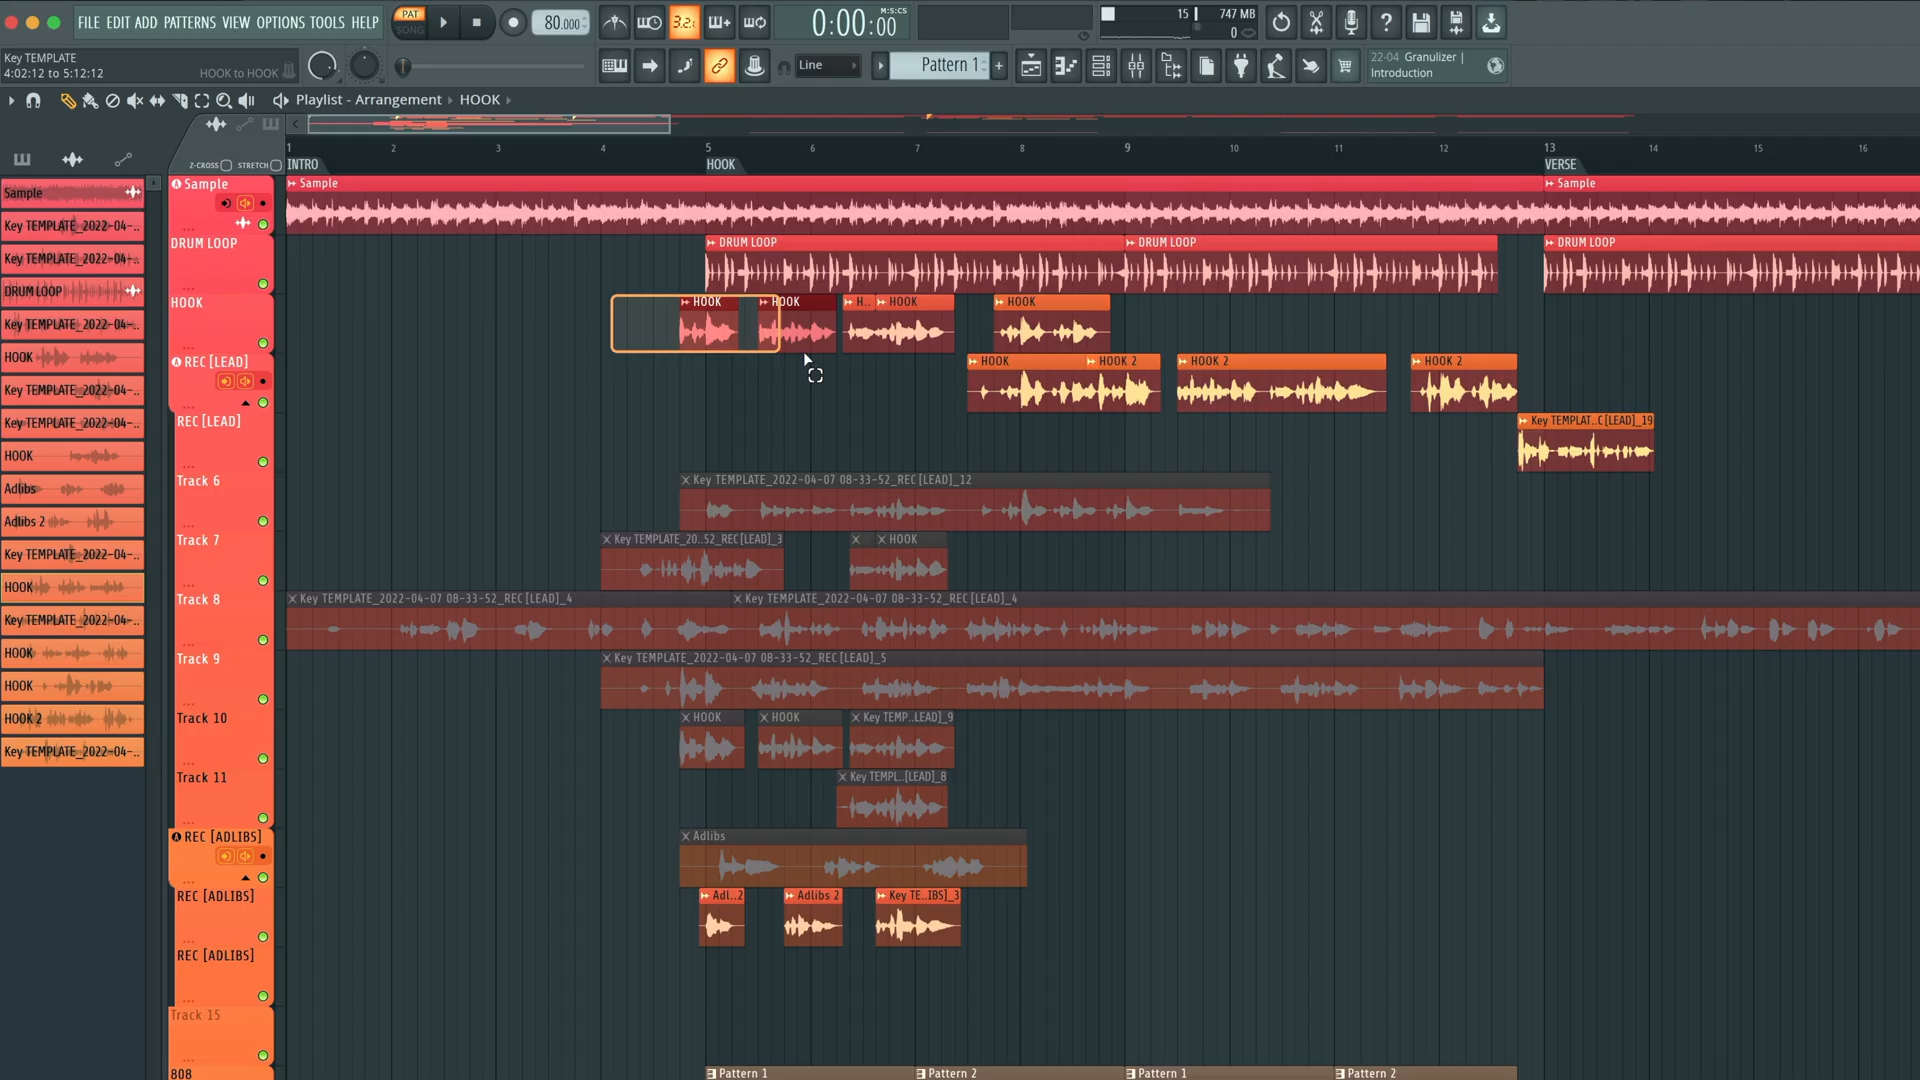 FILE EDIT ADD PATTERNS VIEW OPTIONS TOOLS HELP
PAT
SONG
80.000
3.2.
0:00:00
M:S:CS
15
747 MB
0
Key TEMPLATE
4:02:12 to 5:12:12
HOOK to HOOK
Line
Pattern 1
+
22-04 Granulizer |
Introduction
Playlist - Arrangement
HOOK
Z-CROSS
STRETCH
1 2 3 4 5 6 7 8 9 10 11 12 13 14 15 16
INTRO
HOOK
VERSE
Sample
Key TEMPLATE_2022-04-..
Key TEMPLATE_2022-04-..
DRUM LOOP
Key TEMPLATE_2022-04-..
HOOK
Key TEMPLATE_2022-04-..
Key TEMPLATE_2022-04-..
HOOK
Adlibs
Adlibs 2
Key TEMPLATE_2022-04-..
HOOK
Key TEMPLATE_2022-04-..
HOOK
HOOK
HOOK 2
Key TEMPLATE_2022-04-..
Sample
Sample
Sample
DRUM LOOP
DRUM LOOP
DRUM LOOP
DRUM LOOP
HOOK
HOOK
HOOK
H..
HOOK
HOOK
REC [LEAD]
HOOK
HOOK 2
HOOK 2
HOOK 2
REC [LEAD]
Key TEMPLAT..C [LEAD]_19
Track 6
Key TEMPLATE_2022-04-07 08-33-52_REC [LEAD]_12
Track 7
Key TEMPLATE_20..52_REC [LEAD]_3
HOOK
Track 8
Key TEMPLATE_2022-04-07 08-33-52_REC [LEAD]_4
Key TEMPLATE_2022-04-07 08-33-52_REC [LEAD]_4
Track 9
Key TEMPLATE_2022-04-07 08-33-52_REC [LEAD]_5
Track 10
HOOK
HOOK
Key TEMP..LEAD]_9
Track 11
Key TEMPL..[LEAD]_8
REC [ADLIBS]
Adlibs
REC [ADLIBS]
Adl..2
Adlibs 2
Key TE..IBS]_3
REC [ADLIBS]
Track 15
808
Pattern 1
Pattern 2
Pattern 1
Pattern 2